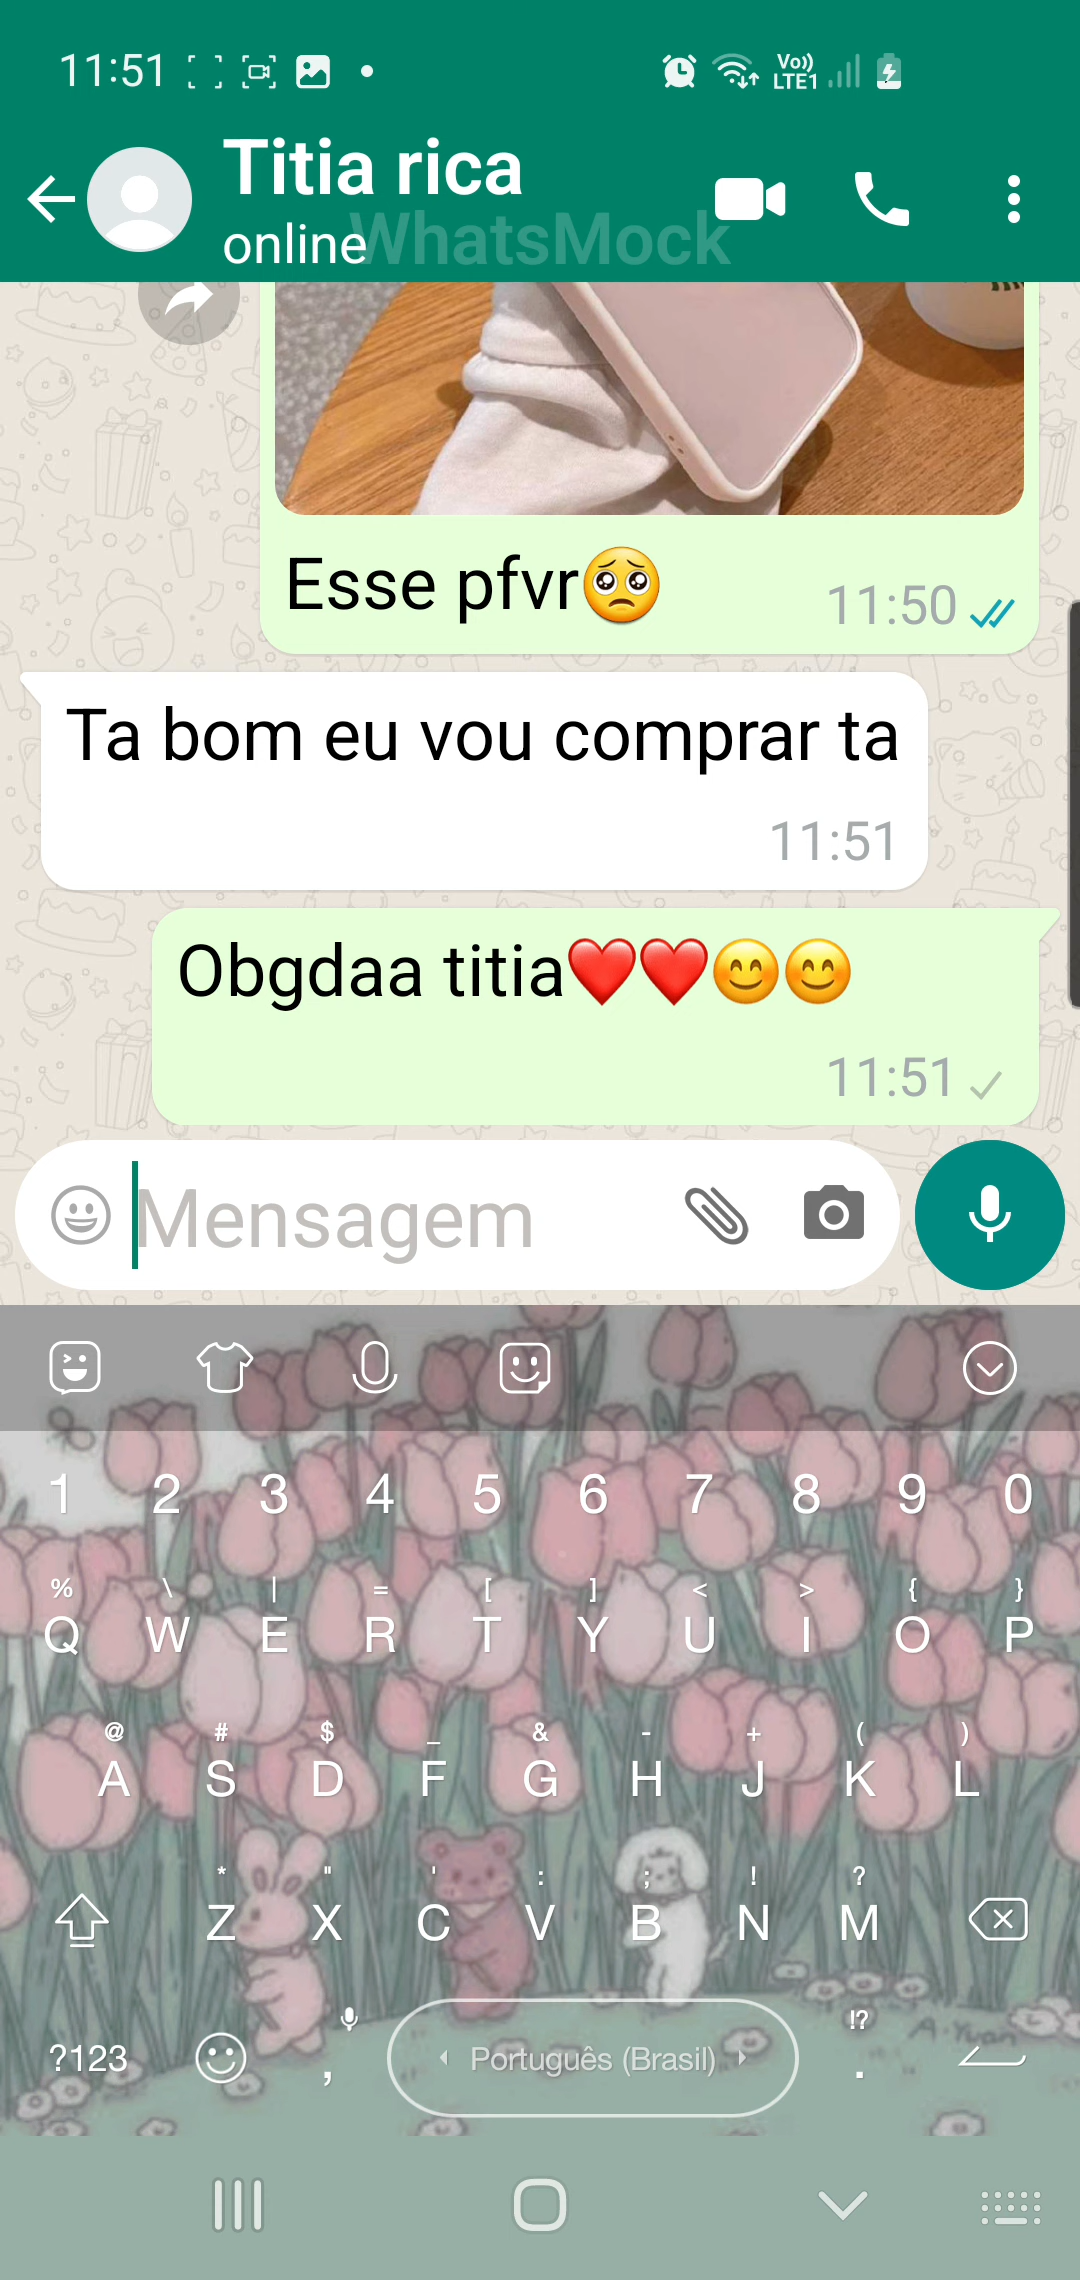 11:51
Vo))
LTE1
Titia rica
online
WhatsMock
Esse pfvr🥺
11:50
Ta bom eu vou comprar ta
11:51
Obgdaa titia❤️❤️😊😊
11:51
Mensagem
1 2 3 4 5 6 7 8 9 0
% \ | = [ ] < > { }
Q W E R T Y U I O P
@ # $ _ & - + ( )
A S D F G H J K L
* " ' : ; ! ?
Z X C V B N M
!?
A.Yuan
?123 , Português (Brasil) .